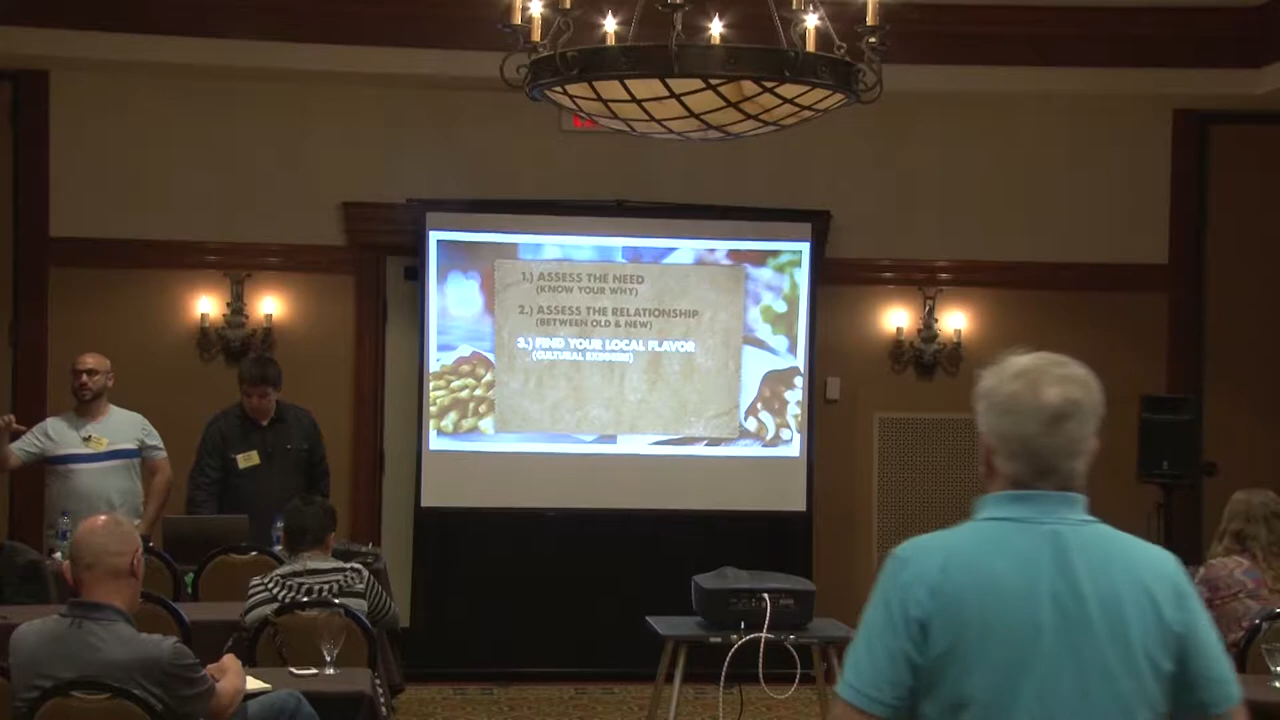 1.) ASSESS THE NEED
(KNOW YOUR WHY)
2.) ASSESS THE RELATIONSHIP
(BETWEEN OLD & NEW)
3.) FIND YOUR LOCAL FLAVOR
(CULTURAL